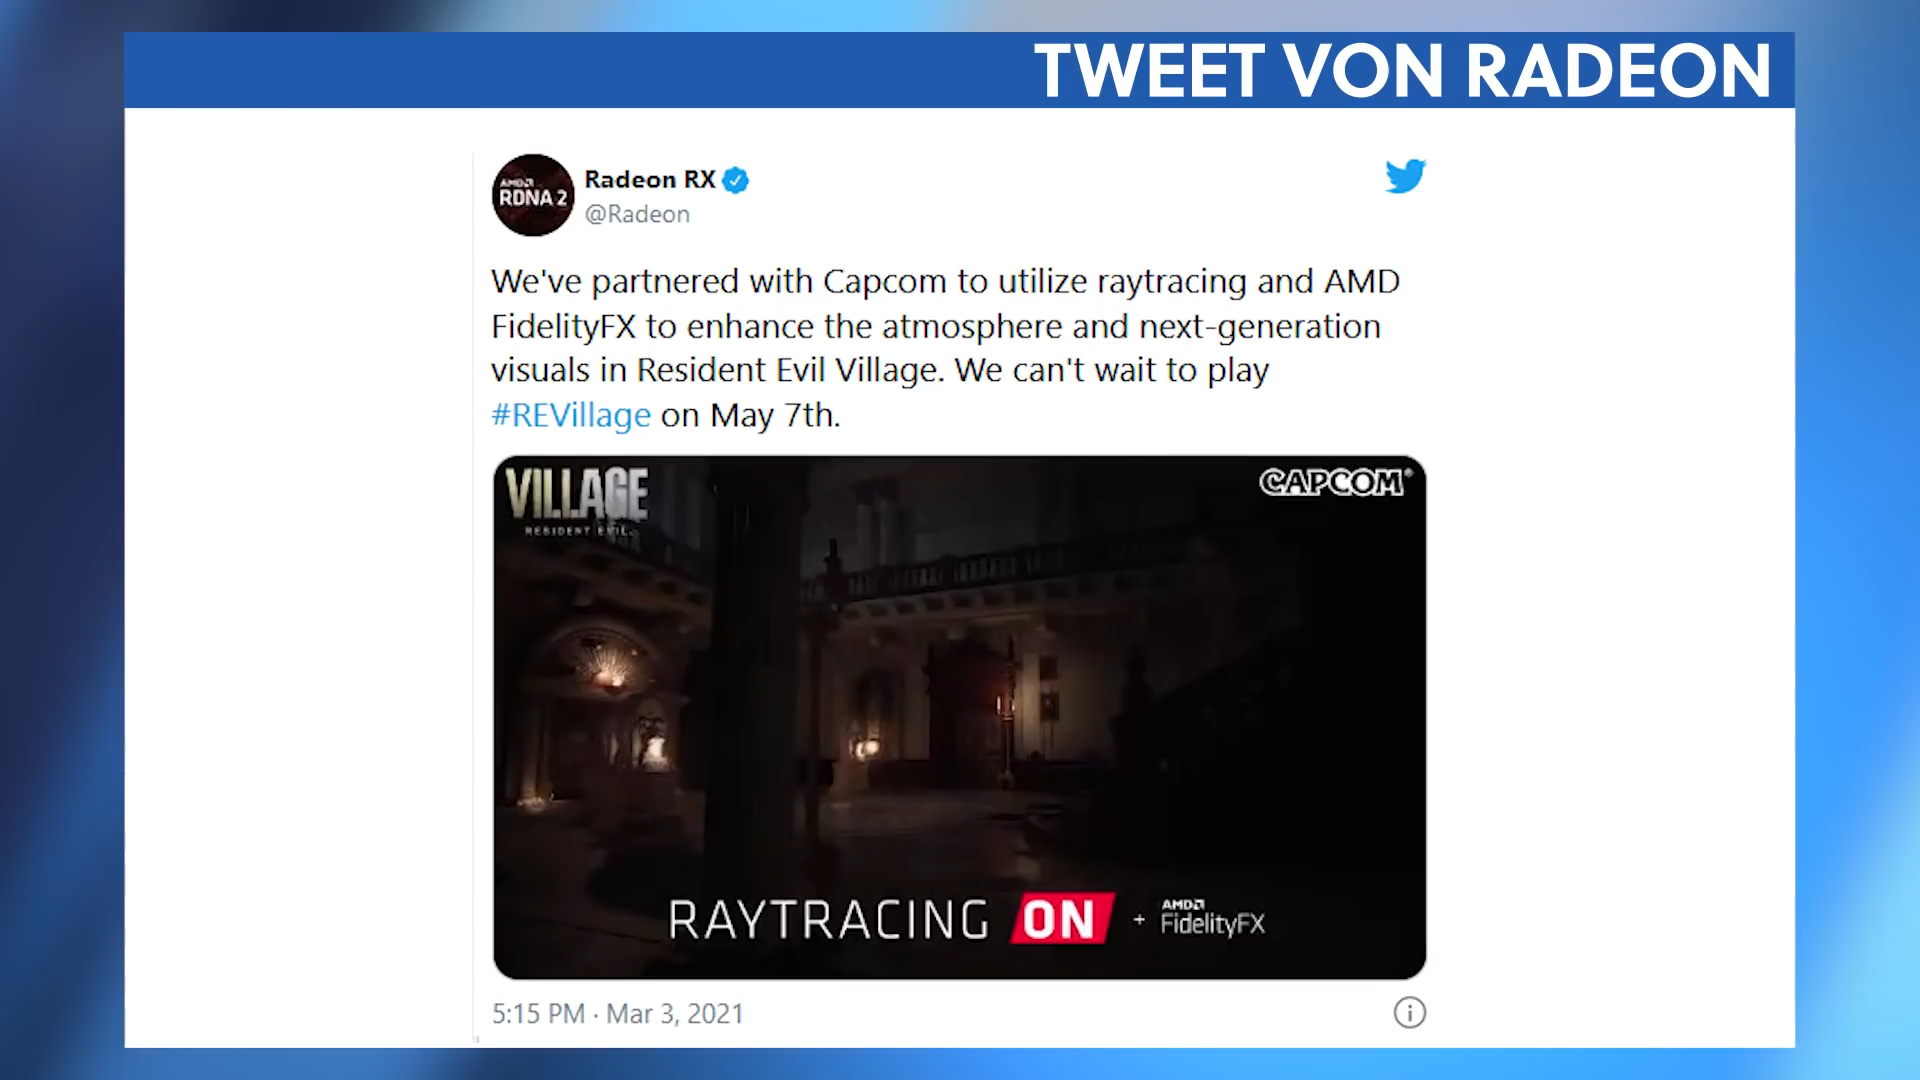 TWEET VON RADEON
AMD
RDNA 2
Radeon RX
@Radeon
We've partnered with Capcom to utilize raytracing and AMD
FidelityFX to enhance the atmosphere and next-generation
visuals in Resident Evil Village. We can't wait to play
#REVillage on May 7th.
VILLAGE
RESIDENT EVIL
CAPCOM®
RAYTRACING ON + AMD
FidelityFX
5:15 PM · Mar 3, 2021